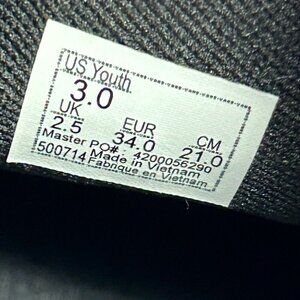 US Youth
3.0
UK EUR CM
2.5 34.0 21.0
Master PO#: 4200056290
500714 Made in Vietnam
Fabriqué en Vietnam